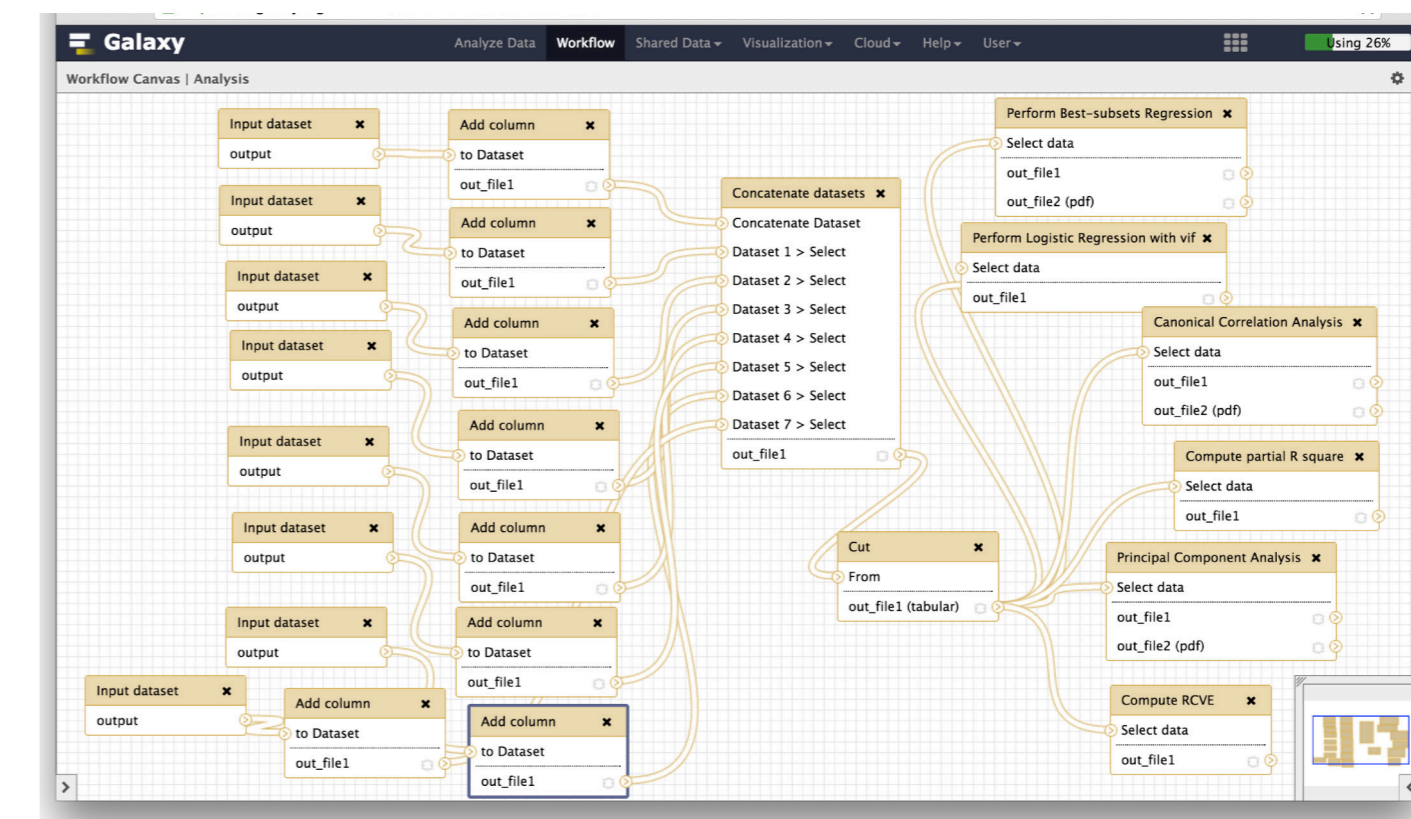 Galaxy
Analyze Data Workflow Shared Data Visualization Cloud Help User Using 26%
Workflow Canvas | Analysis
Input dataset
output
Input dataset
output
Input dataset
output
Input dataset
output
Input dataset
output
Input dataset
output
Input dataset
output
Input dataset
output
Add column
to Dataset
out_file1
Add column
to Dataset
out_file1
Add column
to Dataset
out_file1
Add column
to Dataset
out_file1
Add column
to Dataset
out_file1
Add column
to Dataset
out_file1
Add column
to Dataset
out_file1
Add column
to Dataset
out_file1
Concatenate datasets
Concatenate Dataset
Dataset 1 > Select
Dataset 2 > Select
Dataset 3 > Select
Dataset 4 > Select
Dataset 5 > Select
Dataset 6 > Select
Dataset 7 > Select
out_file1
Cut
From
out_file1 (tabular)
Perform Best-subsets Regression
Select data
out_file1
out_file2 (pdf)
Perform Logistic Regression with vif
Select data
out_file1
Canonical Correlation Analysis
Select data
out_file1
out_file2 (pdf)
Compute partial R square
Select data
out_file1
Principal Component Analysis
Select data
out_file1
out_file2 (pdf)
Compute RCVE
Select data
out_file1